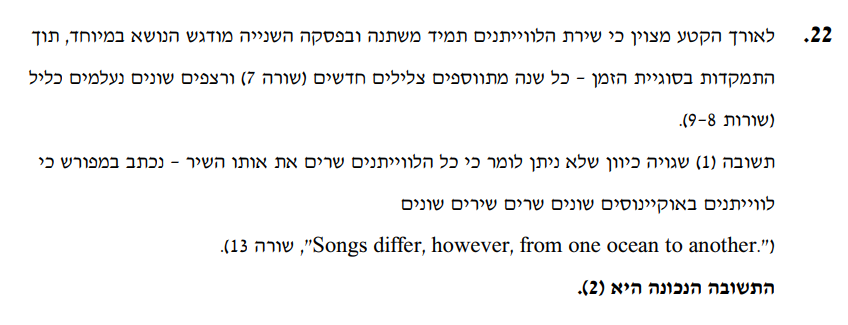 22. לאורך הקטע מצוין כי שירת הלווייתנים תמיד משתנה ובפסקה השנייה מודגש הנושא במיוחד, תוך
התמקדות בסוגיית הזמן – כל שנה מתווספים צלילים חדשים (שורה 7) ורצפים שונים נעלמים כליל
(שורות 8–9).
תשובה (1) שגויה כיוון שלא ניתן לומר כי כל הלווייתנים שרים את אותו השיר – נכתב במפורש כי
לווייתנים באוקיינוסים שונים שרים שירים שונים
("Songs differ, however, from one ocean to another.", שורה 13).
התשובה הנכונה היא (2).